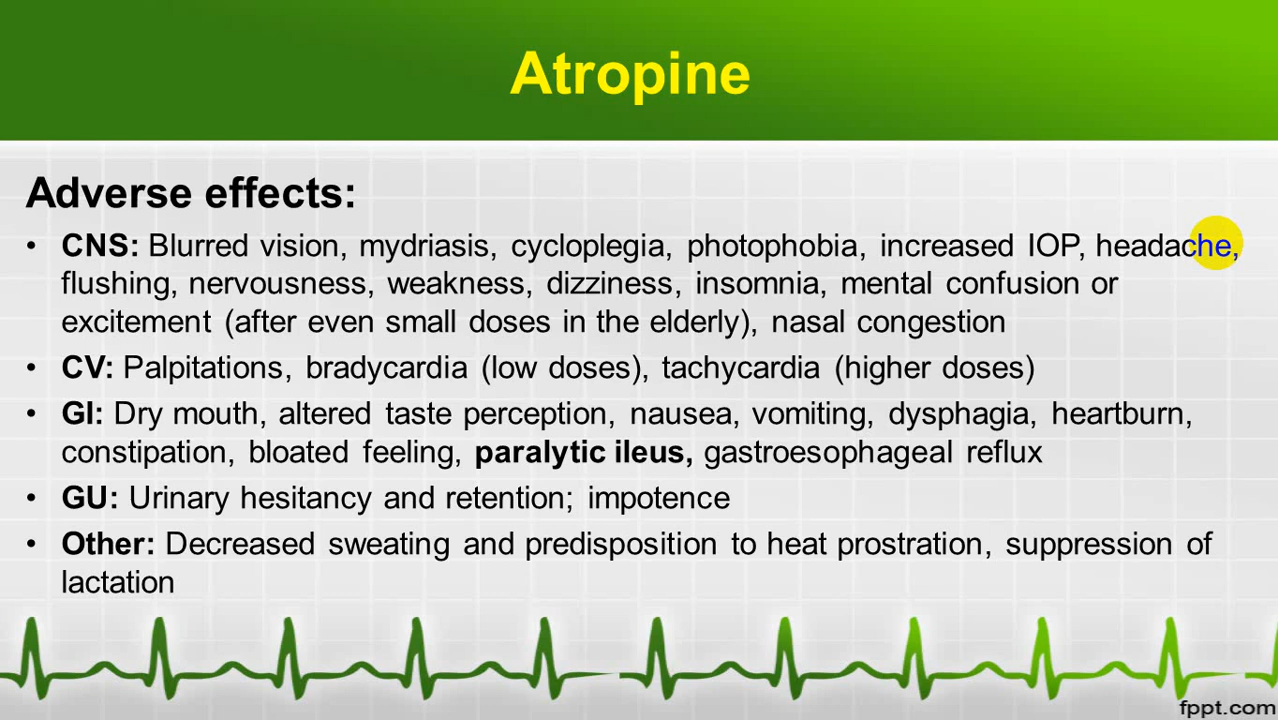 Atropine
Adverse effects:
• CNS: Blurred vision, mydriasis, cycloplegia, photophobia, increased IOP, headache,
flushing, nervousness, weakness, dizziness, insomnia, mental confusion or
excitement (after even small doses in the elderly), nasal congestion
• CV: Palpitations, bradycardia (low doses), tachycardia (higher doses)
• GI: Dry mouth, altered taste perception, nausea, vomiting, dysphagia, heartburn,
constipation, bloated feeling, paralytic ileus, gastroesophageal reflux
• GU: Urinary hesitancy and retention; impotence
• Other: Decreased sweating and predisposition to heat prostration, suppression of
lactation
fppt.com